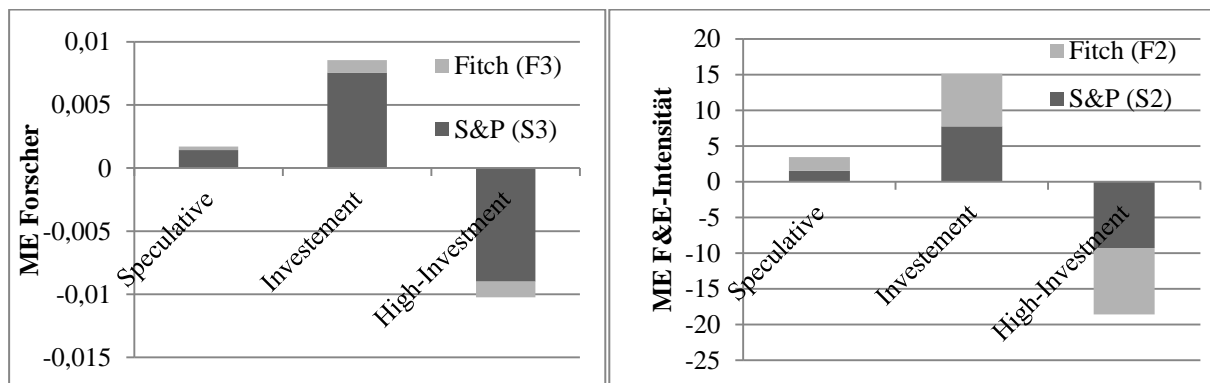 0,01
0,005
0
-0,005
-0,01
-0,015
ME Forscher
Fitch (F3)
S&P (S3)
Speculative
Investement
High-Investment
20
15
10
5
0
-5
-10
-15
-20
-25
ME F&E-Intensität
Fitch (F2)
S&P (S2)
Speculative
Investement
High-Investment